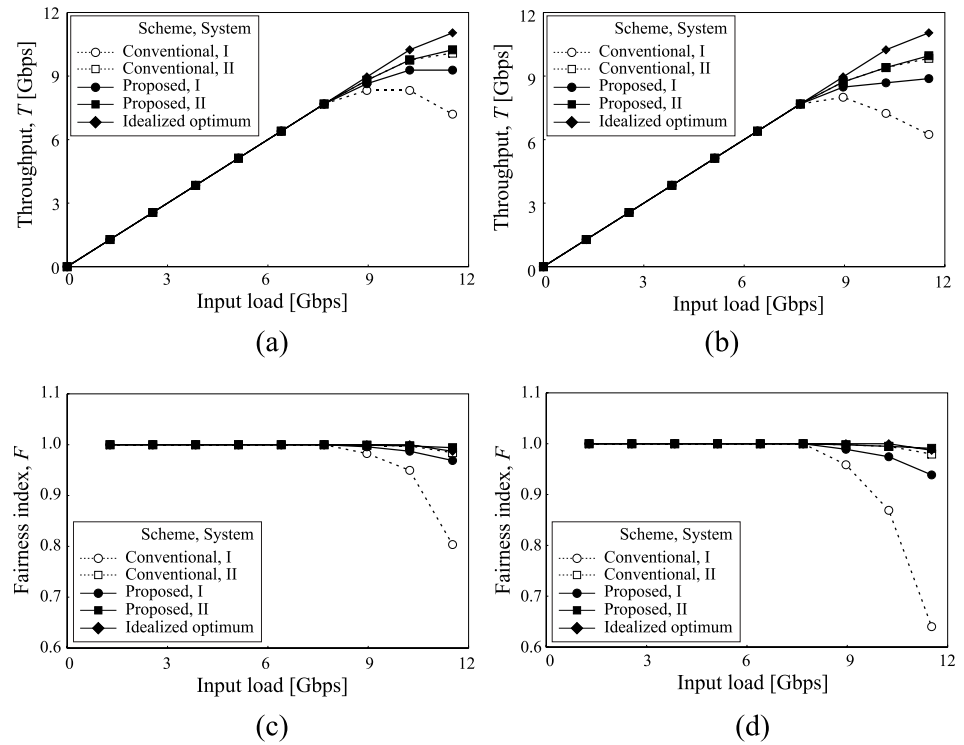 12
9
6
3
0
Throughput, T [Gbps]
Scheme, System
Conventional, I
Conventional, II
Proposed, I
Proposed, II
Idealized optimum
0 3 6 9 12
Input load [Gbps]
(a)
12
9
6
3
0
Throughput, T [Gbps]
Scheme, System
Conventional, I
Conventional, II
Proposed, I
Proposed, II
Idealized optimum
0 3 6 9 12
Input load [Gbps]
(b)
1.1
1.0
0.9
0.8
0.7
0.6
Fairness index, F
Scheme, System
Conventional, I
Conventional, II
Proposed, I
Proposed, II
Idealized optimum
0 3 6 9 12
Input load [Gbps]
(c)
1.1
1.0
0.9
0.8
0.7
0.6
Fairness index, F
Scheme, System
Conventional, I
Conventional, II
Proposed, I
Proposed, II
Idealized optimum
0 3 6 9 12
Input load [Gbps]
(d)